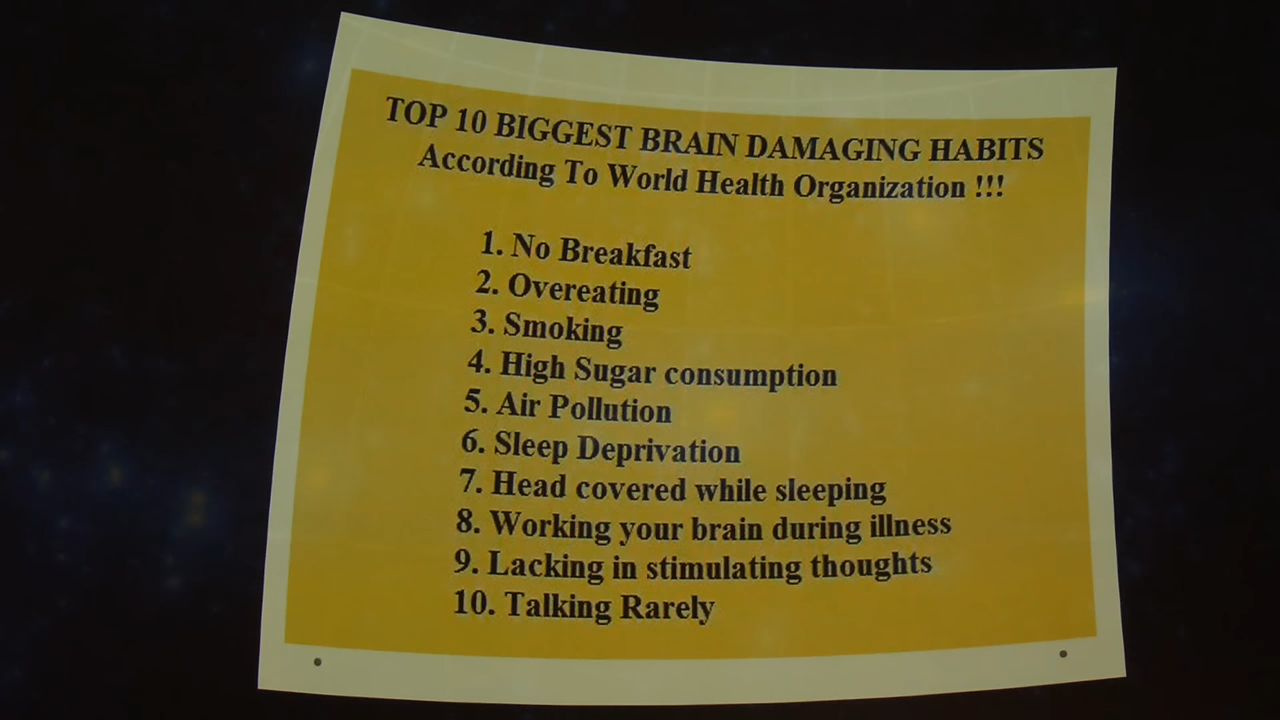 TOP 10 BIGGEST BRAIN DAMAGING HABITS
According To World Health Organization !!!
1. No Breakfast
2. Overeating
3. Smoking
4. High Sugar consumption
5. Air Pollution
6. Sleep Deprivation
7. Head covered while sleeping
8. Working your brain during illness
9. Lacking in stimulating thoughts
10. Talking Rarely